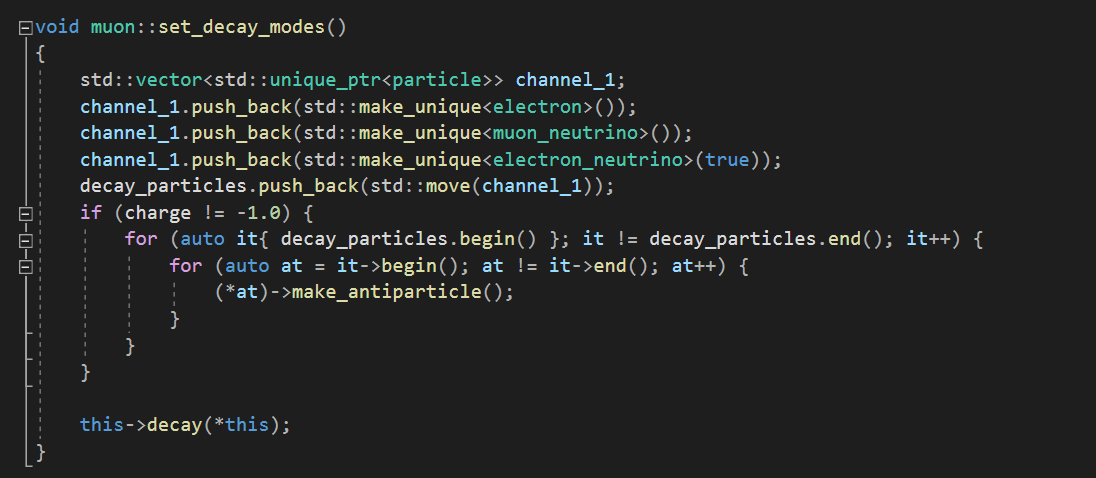 void muon::set_decay_modes()
{
    std::vector<std::unique_ptr<particle>> channel_1;
    channel_1.push_back(std::make_unique<electron>());
    channel_1.push_back(std::make_unique<muon_neutrino>());
    channel_1.push_back(std::make_unique<electron_neutrino>(true));
    decay_particles.push_back(std::move(channel_1));
    if (charge != -1.0) {
        for (auto it{ decay_particles.begin() }; it != decay_particles.end(); it++) {
            for (auto at = it->begin(); at != it->end(); at++) {
                (*at)->make_antiparticle();
            }
        }
    }

    this->decay(*this);
}